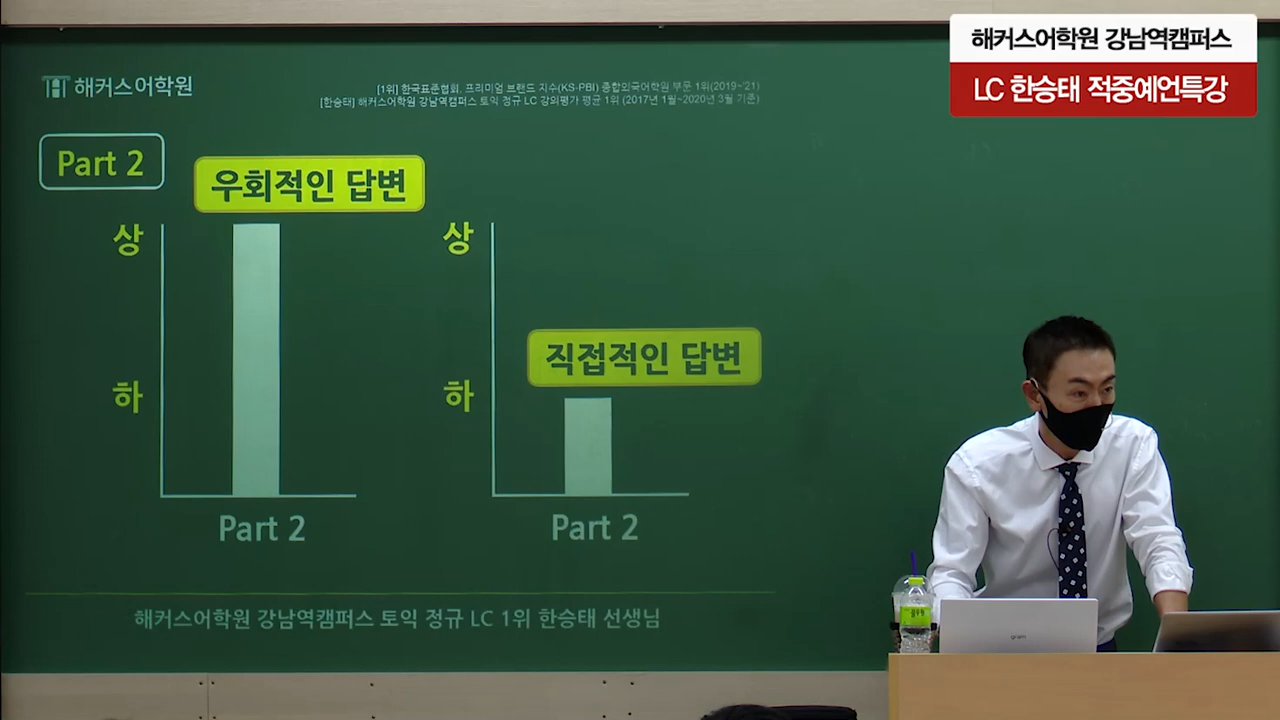 해커스어학원 강남역캠퍼스
LC 한승태 적중예언특강
해커스어학원
[1위] 한국표준협회, 프리미엄 브랜드 지수(KS-PBI) 종합외국어학원 부문 1위(2019~'21)
[한승태] 해커스어학원 강남역캠퍼스 토익 정규 LC 강의평가 평균 1위 (2017년 1월~2020년 3월 기준)
Part 2
우회적인 답변
상
하
Part 2
상
직접적인 답변
하
Part 2
해커스어학원 강남역캠퍼스 토익 정규 LC 1위 한승태 선생님
gram